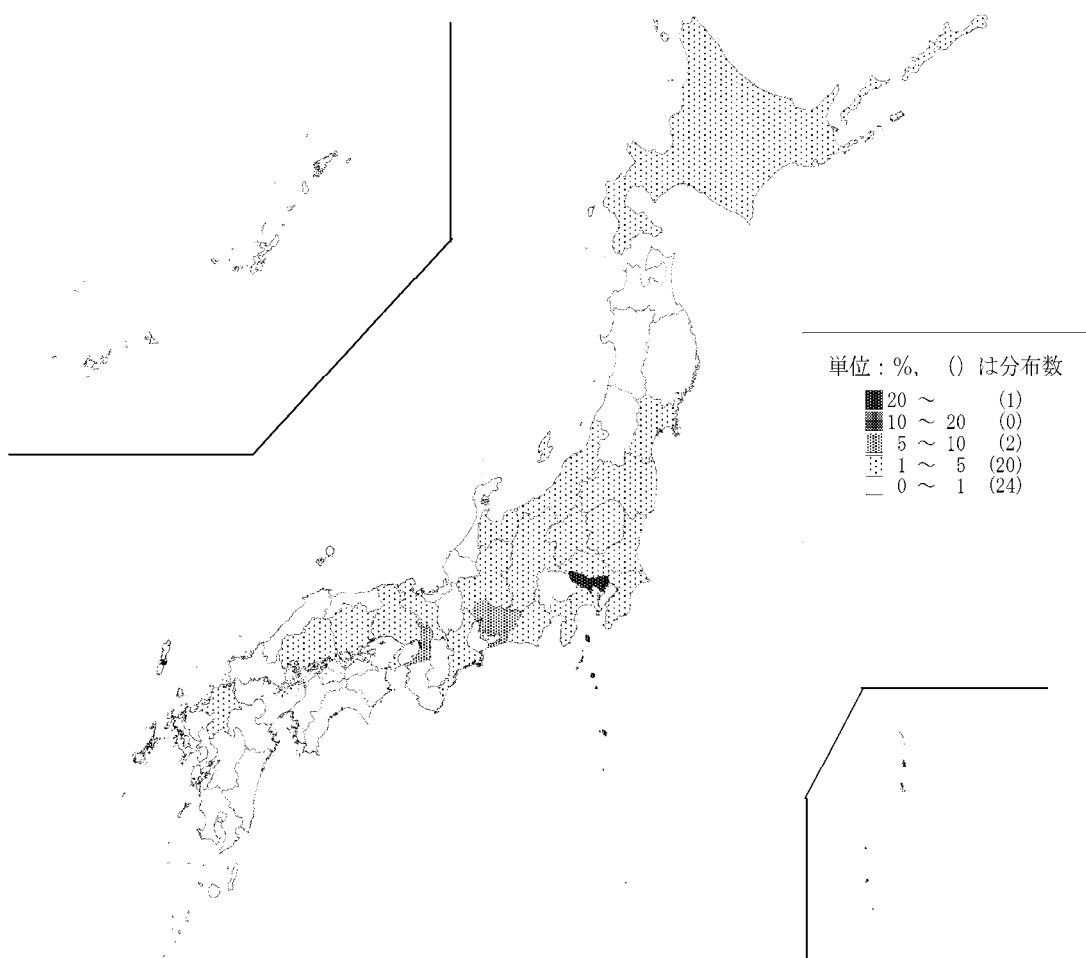 単位：%， （）は分布数
20 ～ (1)
10 ～ 20 (0)
5 ～ 10 (2)
1 ～ 5 (20)
0 ～ 1 (24)